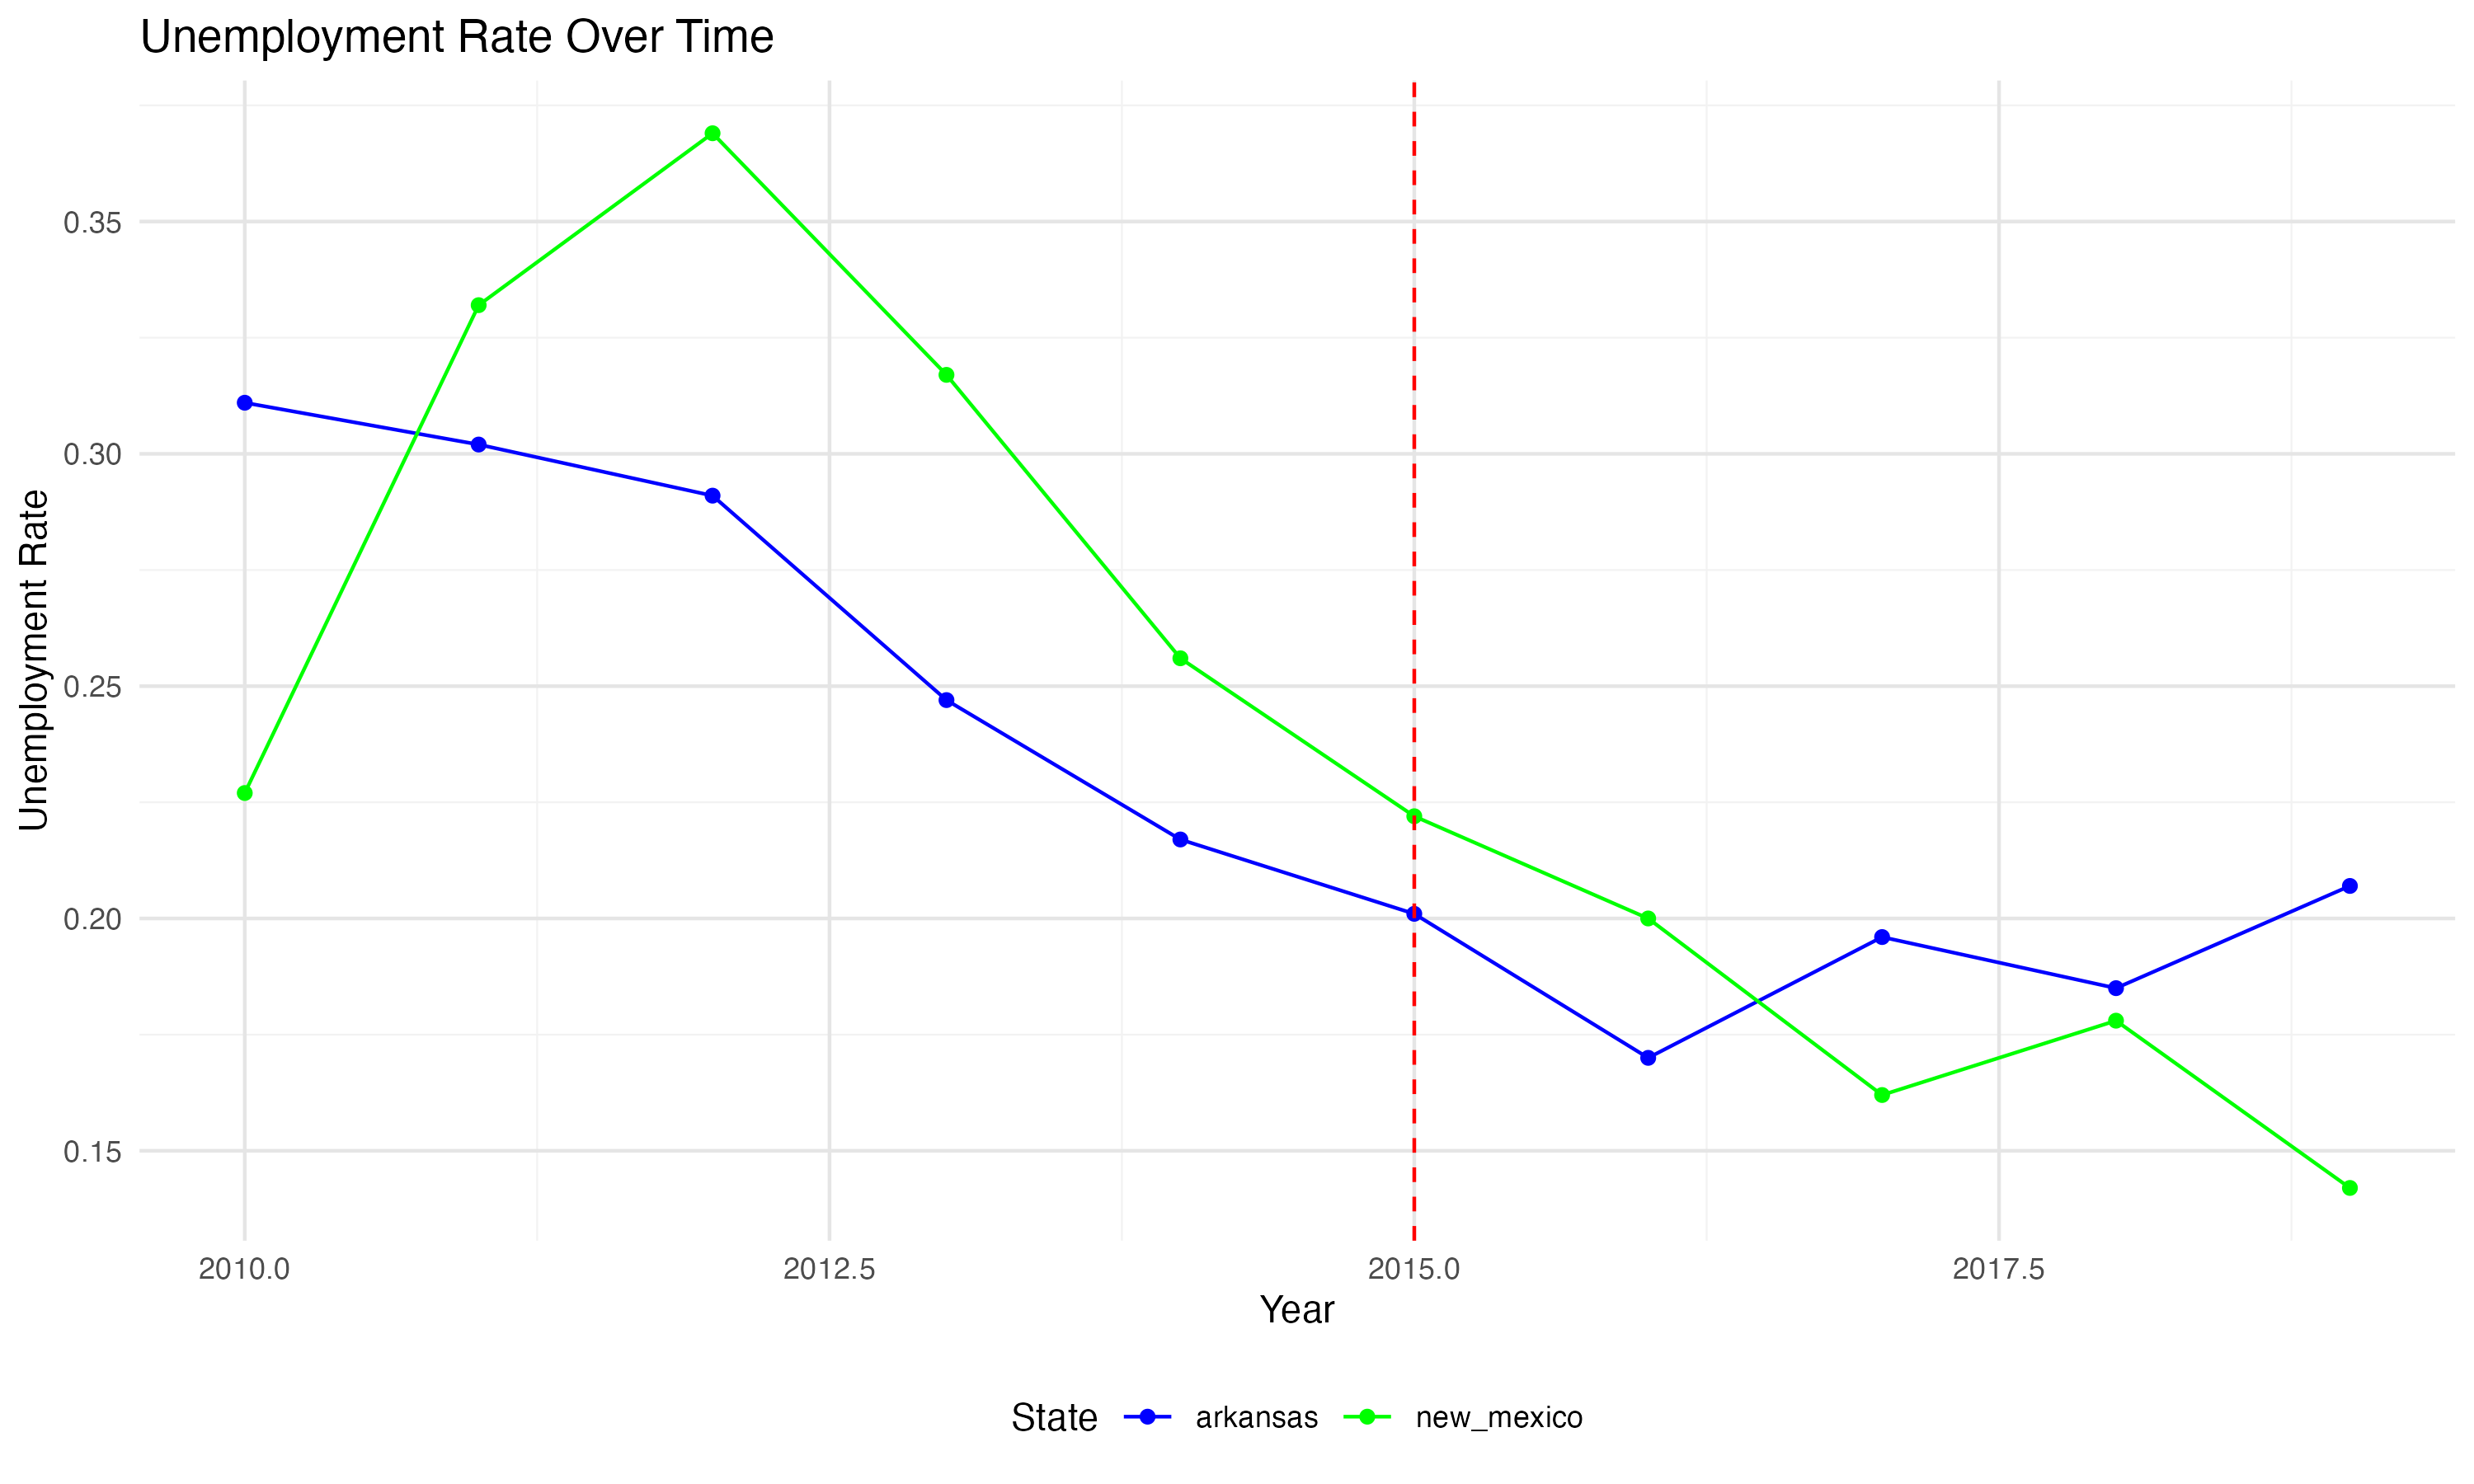 Unemployment Rate Over Time
Unemployment Rate
0.35
0.30
0.25
0.20
0.15
2010.0 2012.5 2015.0 2017.5
Year
State arkansas new_mexico